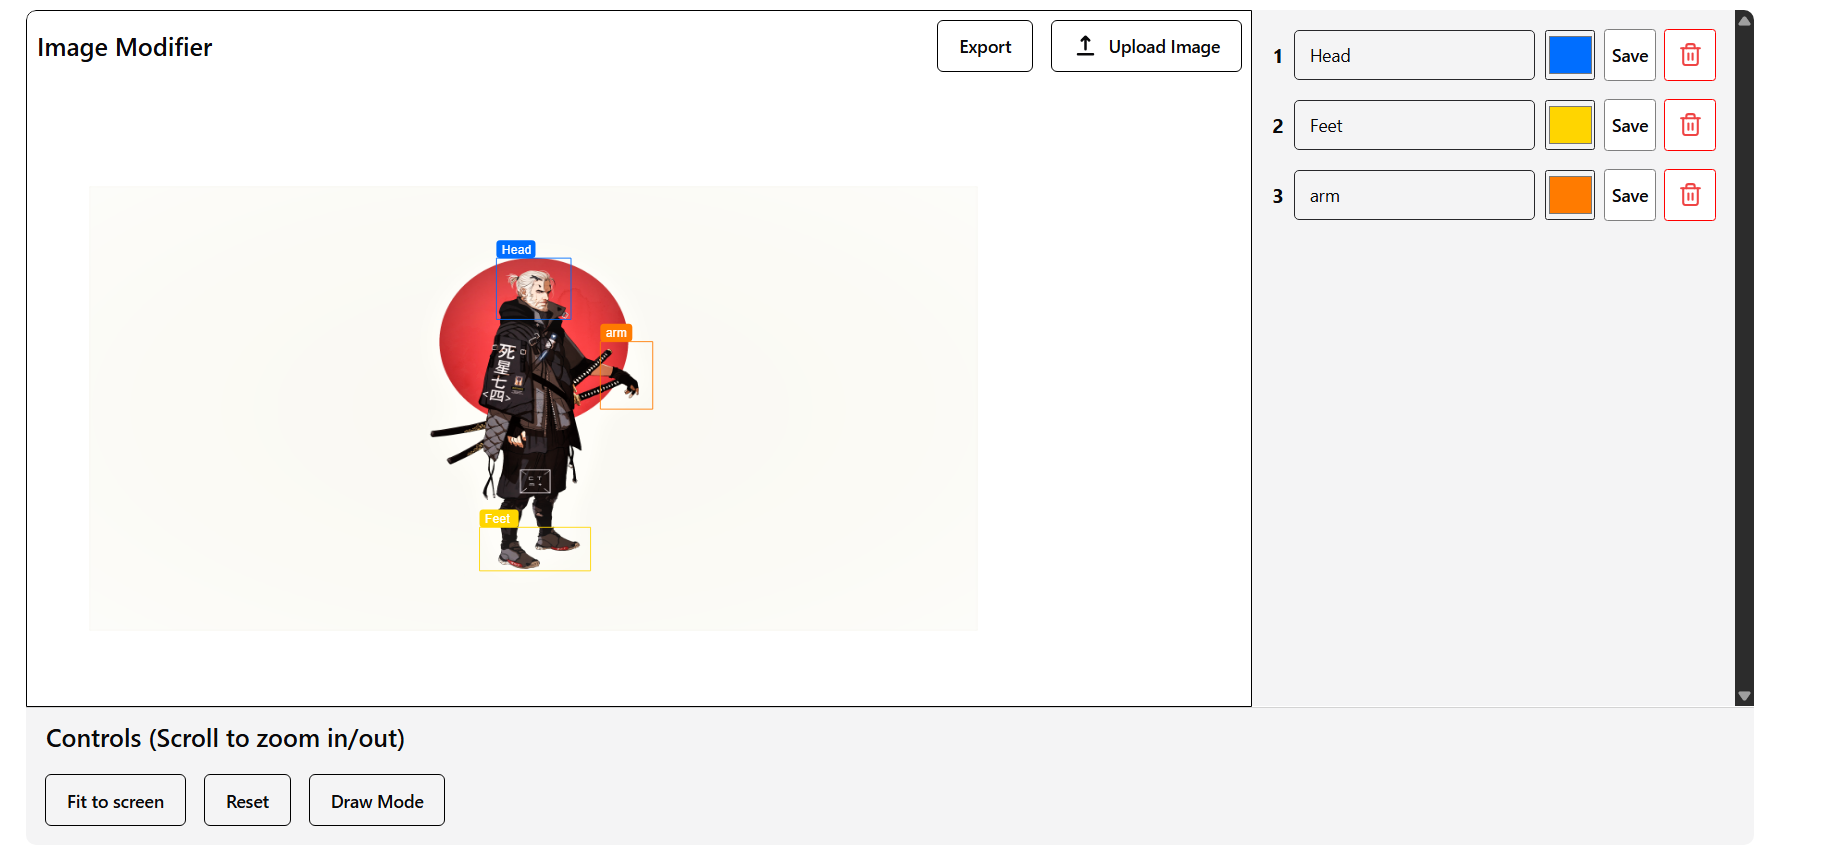 Image Modifier
Export
Upload Image
1
Head
Save
2
Feet
Save
3
arm
Save
Head
arm
死
星
七
<四>
C T
Feet
Controls (Scroll to zoom in/out)
Fit to screen
Reset
Draw Mode